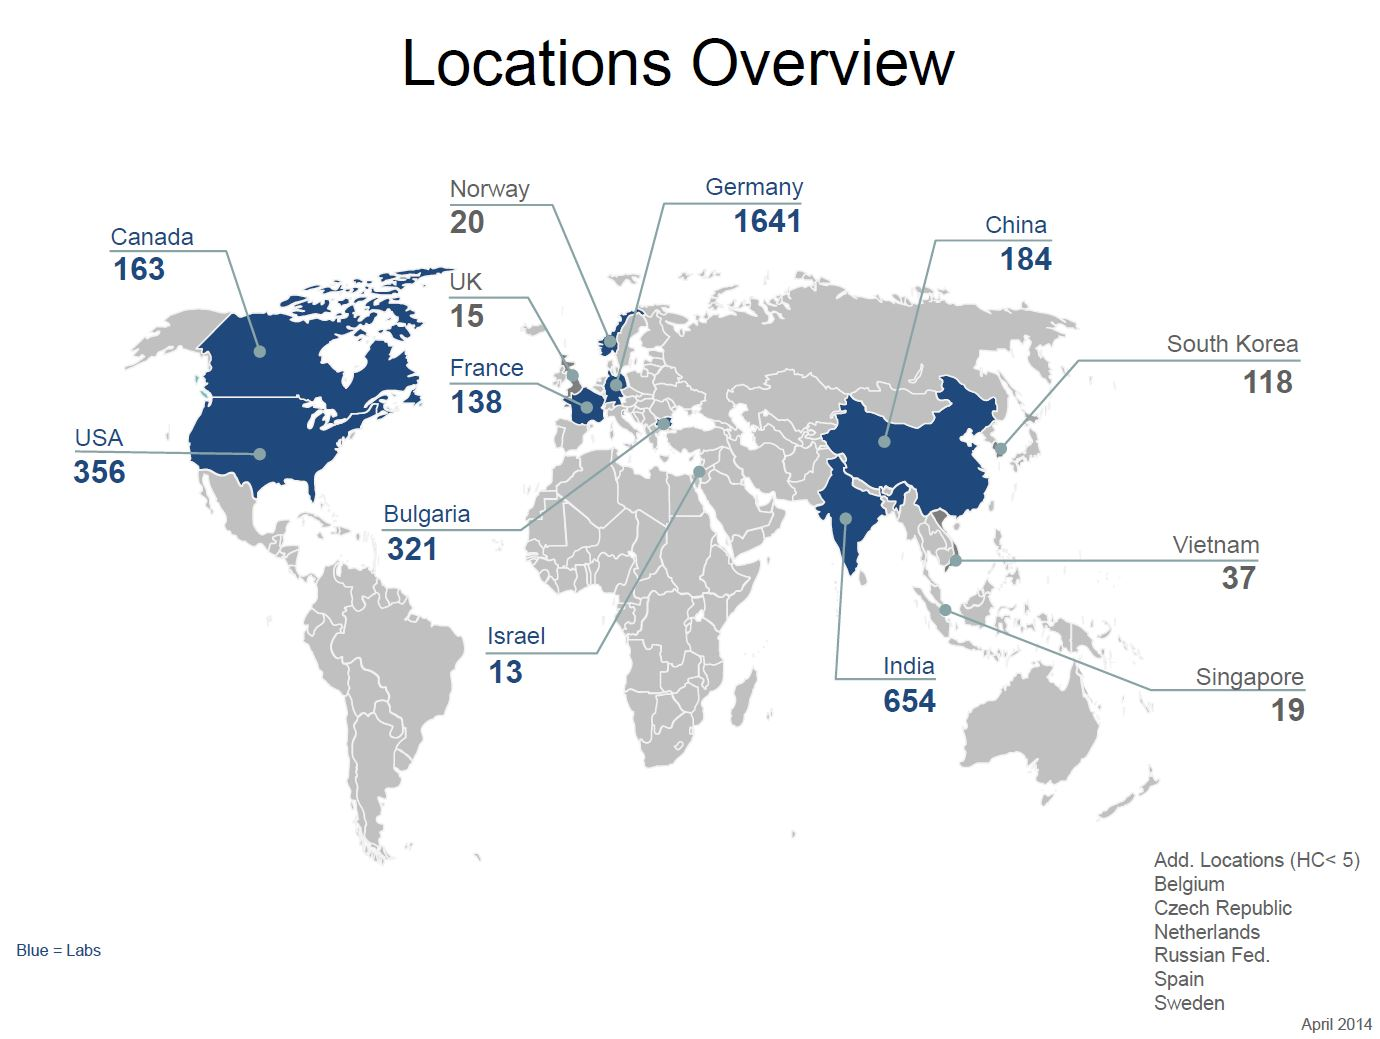 Locations Overview
Norway
20
Germany
1641
Canada
163
China
184
UK
15
South Korea
118
France
138
USA
356
Bulgaria
321
Vietnam
37
Israel
13
India
654
Singapore
19
Add. Locations (HC< 5)
Belgium
Czech Republic
Netherlands
Russian Fed.
Spain
Sweden
Blue = Labs
April 2014